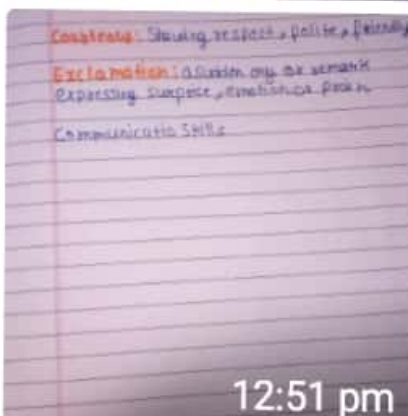 Courteous: Showing respect, polite, friendly
Exclamation: a sudden cry or remark
expressing surprise, emotion or pain
Communicatio Skills
12:51 pm